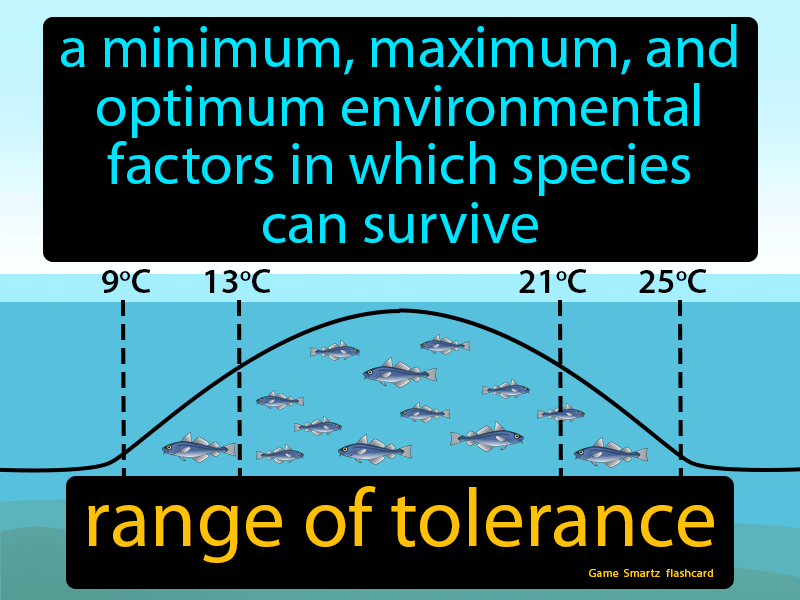 a minimum, maximum, and
optimum environmental
factors in which species
can survive
9ºC 13ºC 21ºC 25ºC
range of tolerance
Game Smartz flashcard